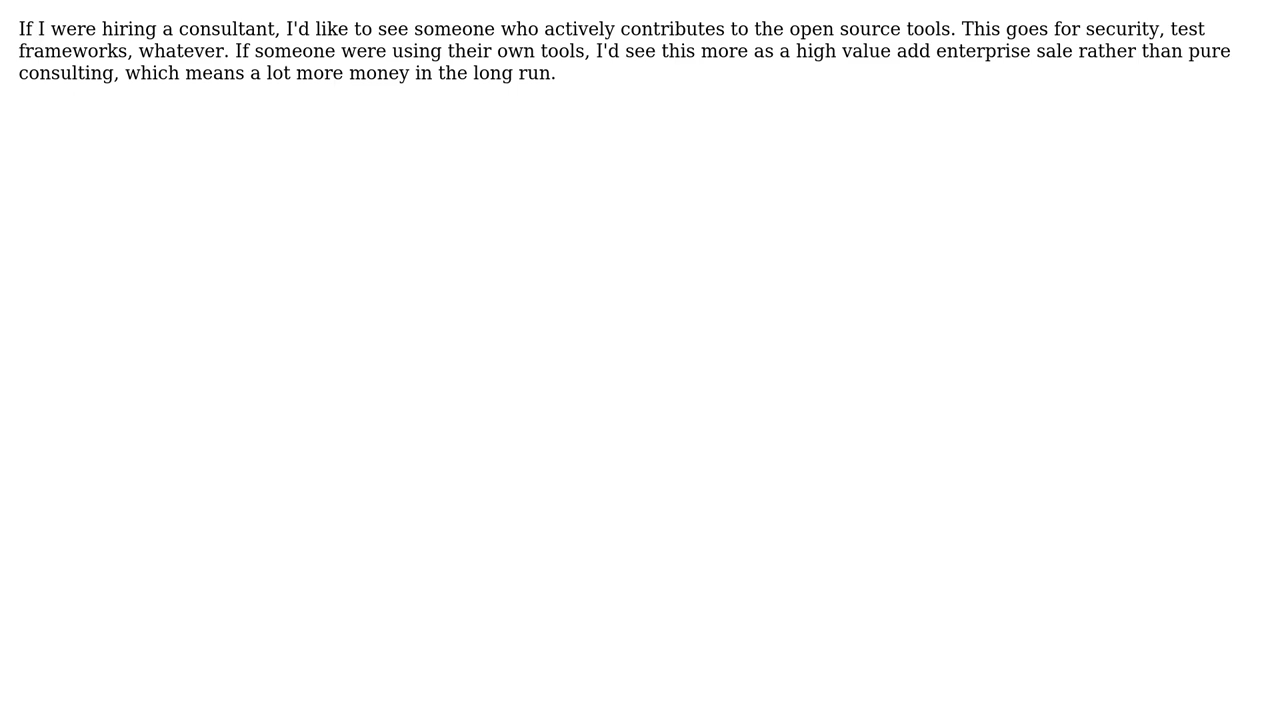 If I were hiring a consultant, I'd like to see someone who actively contributes to the open source tools. This goes for security, test
frameworks, whatever. If someone were using their own tools, I'd see this more as a high value add enterprise sale rather than pure
consulting, which means a lot more money in the long run.